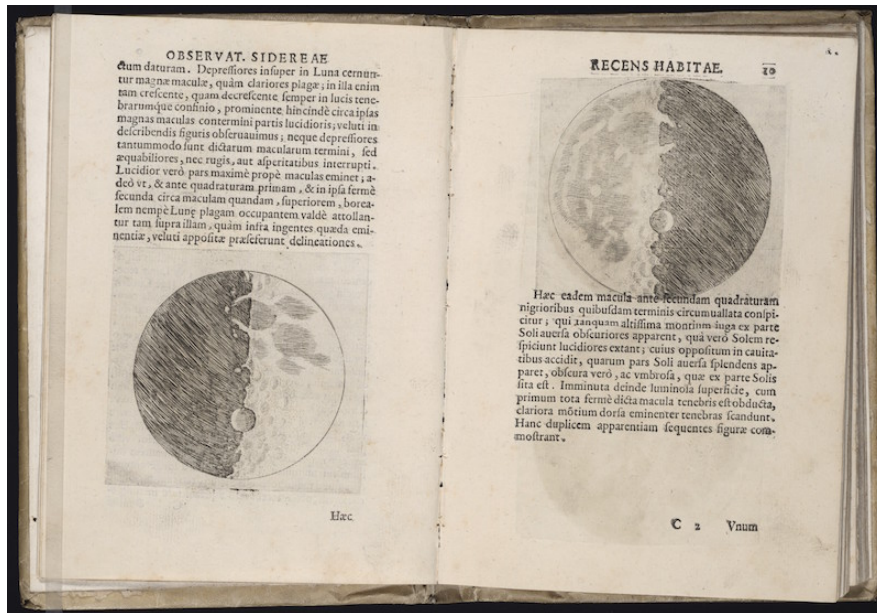 OBSERVAT. SIDEREAE
ctum daturam. Depreſſiores inſuper in Luna cernun-
tur magnæ maculæ, quàm clariores plagæ; in illa enim
tam creſcente, quam decreſcente ſemper in lucis tene-
brarumque confinio, prominente hincindè circa ipſas
magnas maculas contermini partis lucidioris; veluti in
deſcribendis figuris obſeruauimus; neque depreſſiores
tantummodo ſunt dictarum macularum termini, ſed
æquabiliores, nec rugis, aut aſperitatibus interrupti.
Lucidior verò pars maximè propè maculas eminet; a-
deò vt, & ante quadraturam primam, & in ipſa fermè
ſecunda circa maculam quandam, ſuperiorem, borea-
lem nempè Lunę plagam occupantem valdè attollan-
tur tam ſupra illam, quàm infra ingentes quæda emi-
nentiæ, veluti appoſitæ præſeferunt delineationes.
Hæc
RECENS HABITAE. 10
Hæc eadem macula ante ſecundam quadraturam
nigrioribus quibuſdam terminis circumuallata conſpi-
citur; qui tanquam altiſſima montium iuga ex parte
Soli auerſa obſcuriores apparent, quà verò Solem re-
ſpiciunt lucidiores extant; cuius oppoſitum in cauita-
tibus accidit, quarum pars Soli auerſa ſplendens ap-
paret, obſcura verò, ac vmbroſa, quæ ex parte Solis
ſita eſt. Imminuta deinde luminoſa ſuperficie, cum
primum tota fermè dicta macula tenebris eſt obducta,
clariora mõtium dorſa eminenter tenebras ſcandunt.
Hanc duplicem apparentiam ſequentes figuræ com-
moſtrant.
C 2 Vnum